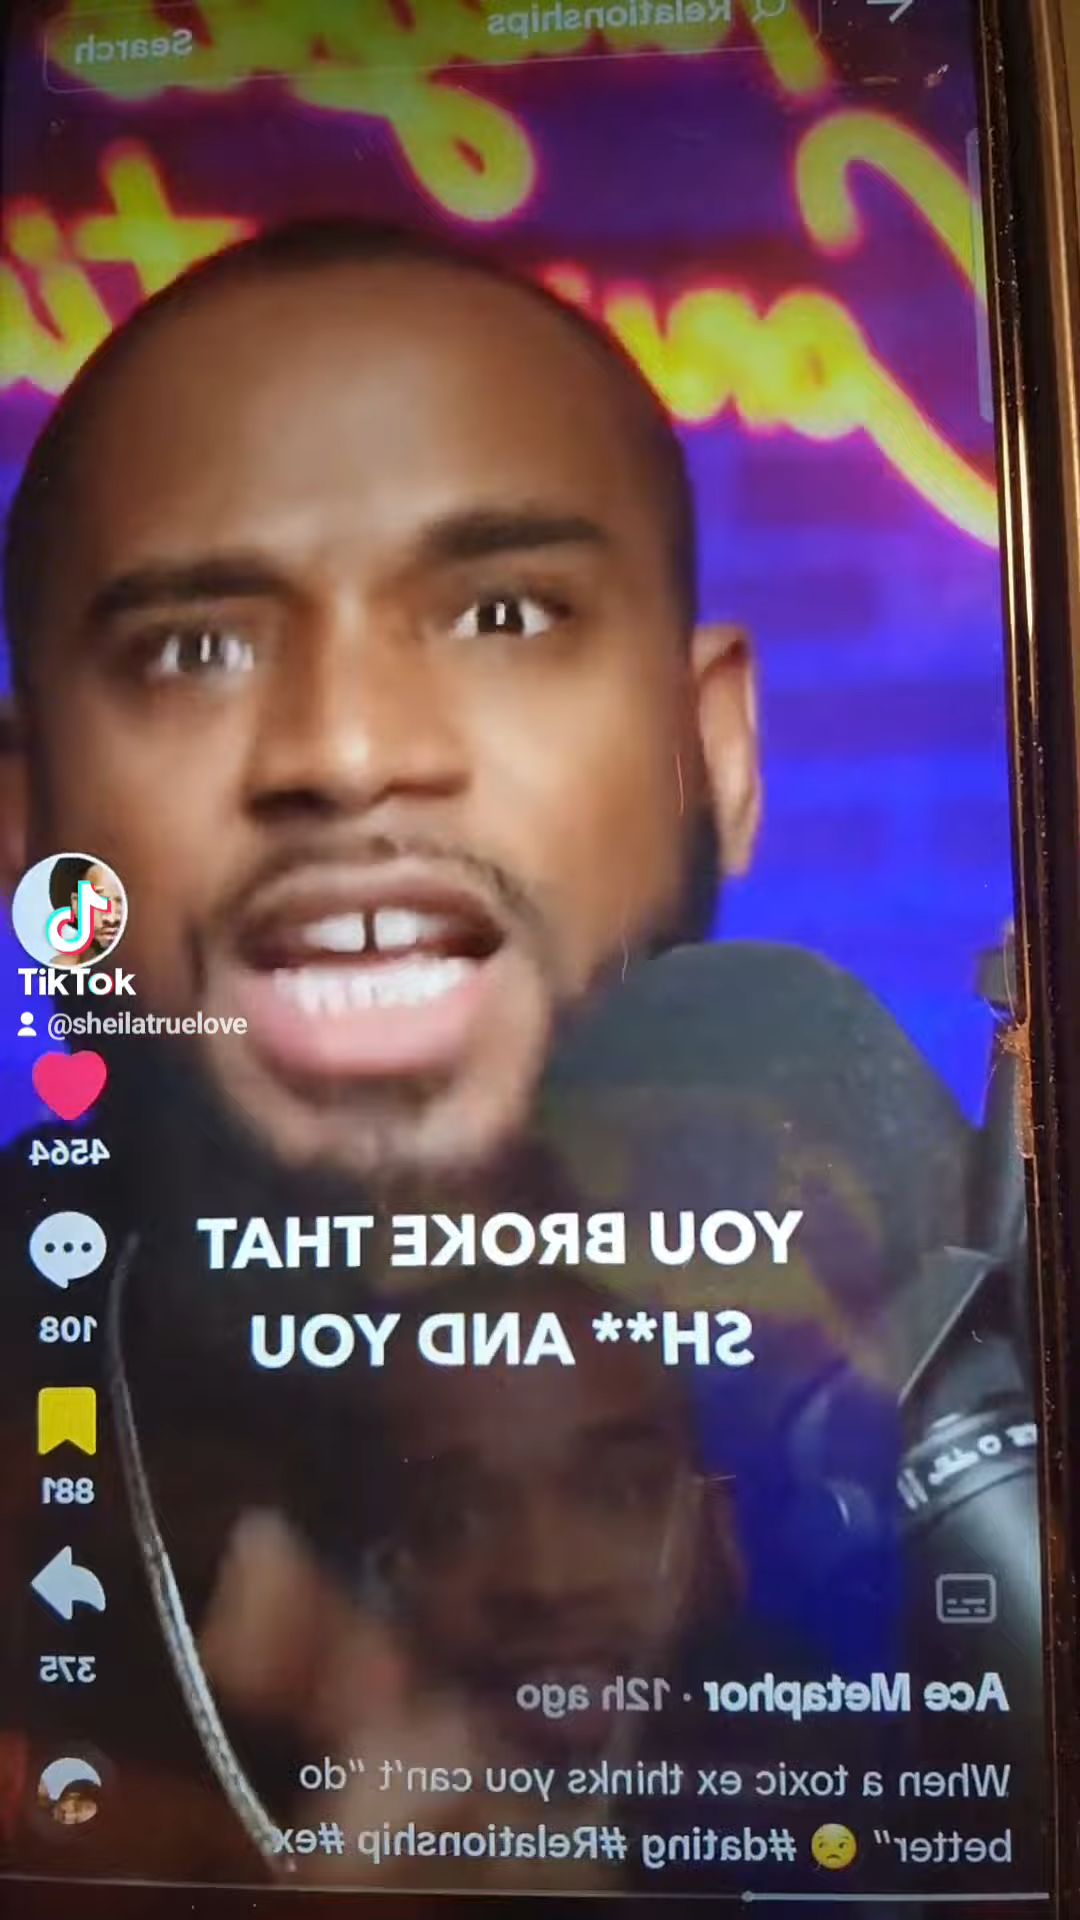 Relationships
Search
TikTok
@sheilatruelove
4564
YOU BROKE THAT
SH** AND YOU
108
881
375
Ace Metaphor · 12h ago
When a toxic ex thinks you can't "do
better" 😒 #dating #Relationship #ex